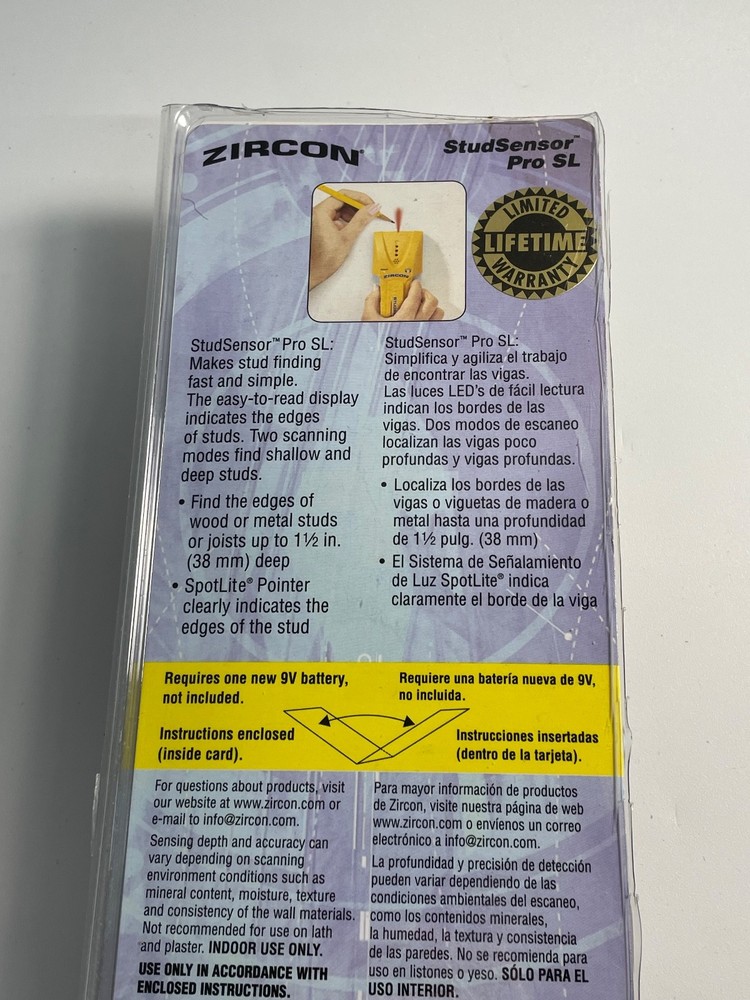 ZIRCON®
StudSensor™
Pro SL
LIMITED
LIFETIME
WARRANTY
ZIRCON
StudSensor™ Pro SL:
Makes stud finding
fast and simple.
The easy-to-read display
indicates the edges
of studs. Two scanning
modes find shallow and
deep studs.
• Find the edges of
wood or metal studs
or joists up to 1½ in.
(38 mm) deep
• SpotLite® Pointer
clearly indicates the
edges of the stud
StudSensor™ Pro SL:
Simplifica y agiliza el trabajo
de encontrar las vigas.
Las luces LED's de fácil lectura
indican los bordes de las
vigas. Dos modos de escaneo
localizan las vigas poco
profundas y vigas profundas.
• Localiza los bordes de las
vigas o viguetas de madera o
metal hasta una profundidad
de 1½ pulg. (38 mm)
• El Sistema de Señalamiento
de Luz SpotLite® indica
claramente el borde de la viga
Requires one new 9V battery,
not included.
Requiere una batería nueva de 9V,
no incluida.
Instructions enclosed
(inside card).
Instrucciones insertadas
(dentro de la tarjeta).
For questions about products, visit
our website at www.zircon.com or
e-mail to info@zircon.com.
Sensing depth and accuracy can
vary depending on scanning
environment conditions such as
mineral content, moisture, texture
and consistency of the wall materials.
Not recommended for use on lath
and plaster. INDOOR USE ONLY.
USE ONLY IN ACCORDANCE WITH
ENCLOSED INSTRUCTIONS.
Para mayor información de productos
de Zircon, visite nuestra página de web
www.zircon.com o envíenos un correo
electrónico a info@zircon.com.
La profundidad y precisión de detección
pueden variar dependiendo de las
condiciones ambientales del escaneo,
como los contenidos minerales,
la humedad, la textura y consistencia
de las paredes. No se recomienda para
uso en listones o yeso. SÓLO PARA EL
USO INTERIOR.